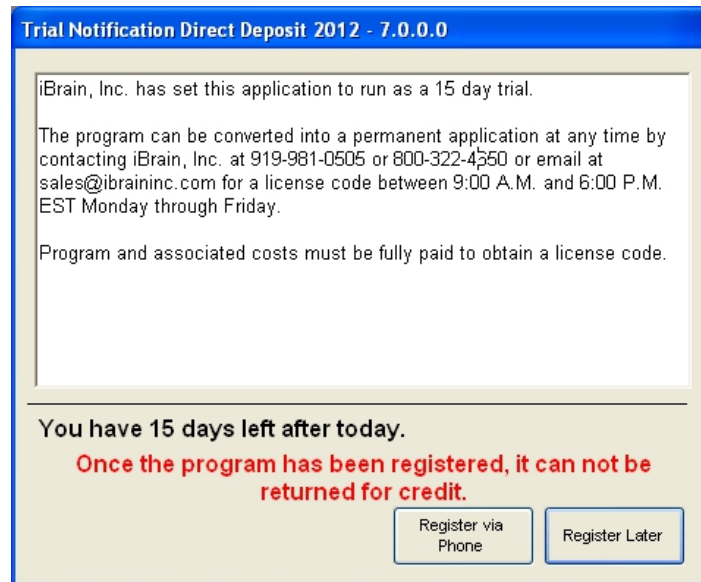 Trial Notification Direct Deposit 2012 - 7.0.0.0
iBrain, Inc. has set this application to run as a 15 day trial.
The program can be converted into a permanent application at any time by
contacting iBrain, Inc. at 919-981-0505 or 800-322-4550 or email at
sales@ibraininc.com for a license code between 9:00 A.M. and 6:00 P.M.
EST Monday through Friday.
Program and associated costs must be fully paid to obtain a license code.
You have 15 days left after today.
Once the program has been registered, it can not be
returned for credit.
Register via
Phone
Register Later